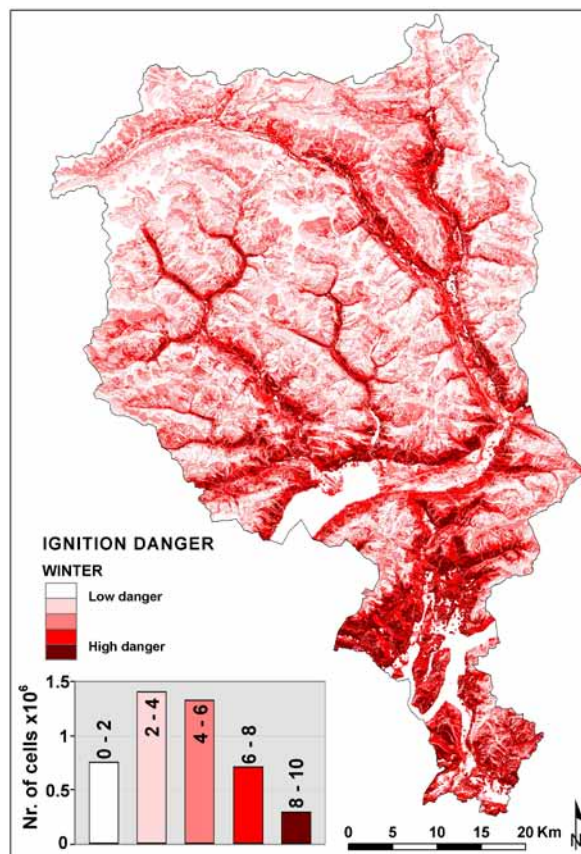 IGNITION DANGER
WINTER
Low danger
High danger
Nr. of cells x10⁶
1.5
1
0.5
0
0 - 2
2 - 4
4 - 6
6 - 8
8 - 10
0 5 10 15 20 Km
N